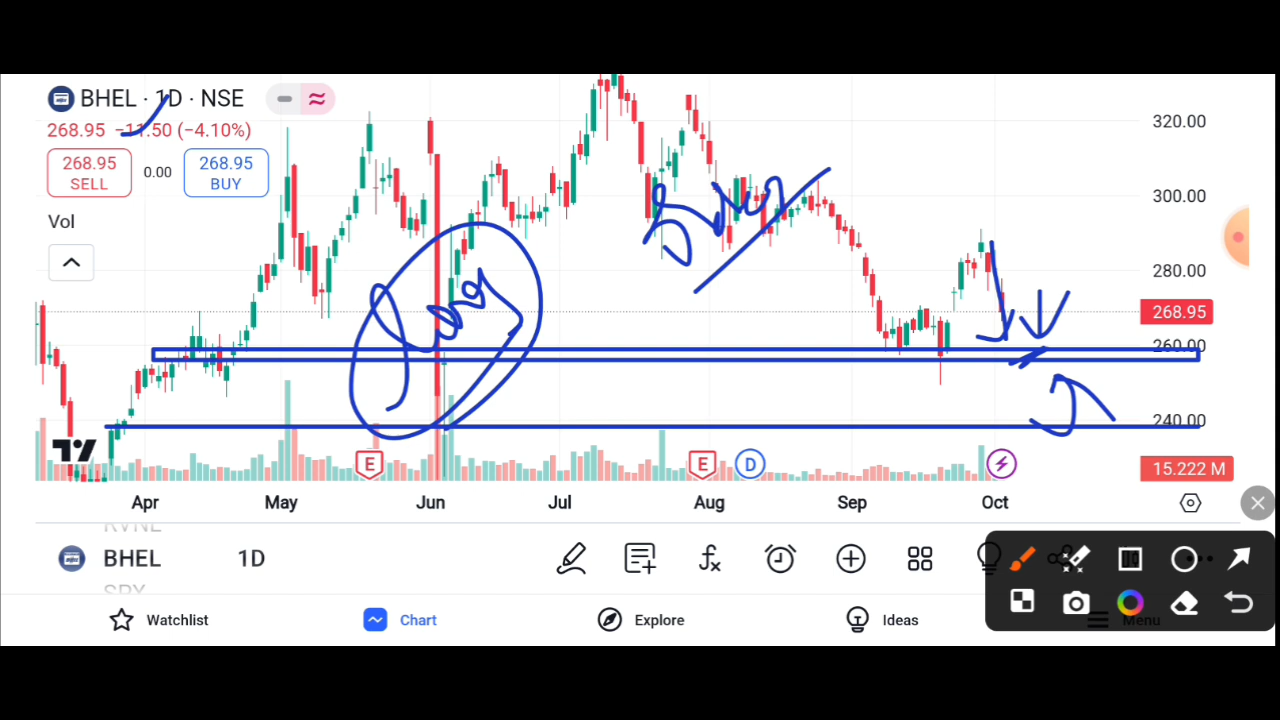 BHEL · 1D · NSE
268.95 −11.50 (−4.10%)
268.95 SELL
0.00
268.95 BUY
Vol
320.00
300.00
280.00
268.95
260.00
240.00
15.222 M
E
E
D
Apr May Jun Jul Aug Sep Oct
RVNL
BHEL 1D
SPX
Watchlist
Chart
Explore
Ideas
Menu